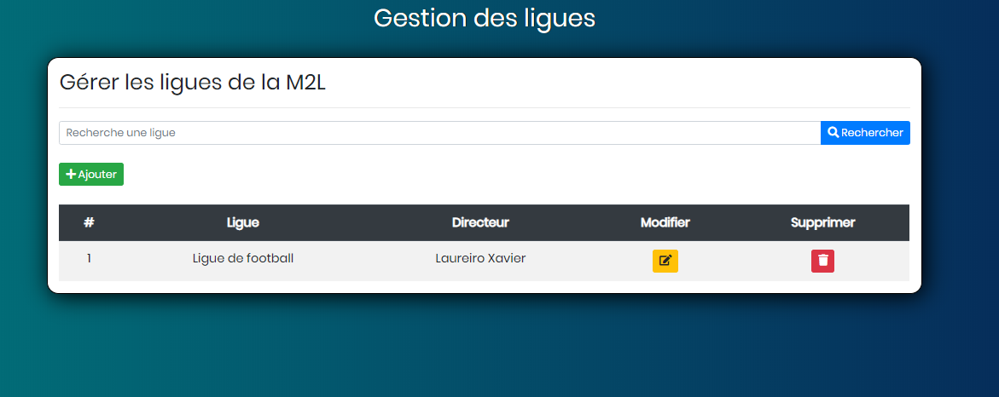 Gestion des ligues
Gérer les ligues de la M2L
Recherche une ligue Rechercher
Ajouter
# Ligue Directeur Modifier Supprimer
1 Ligue de football Laureiro Xavier